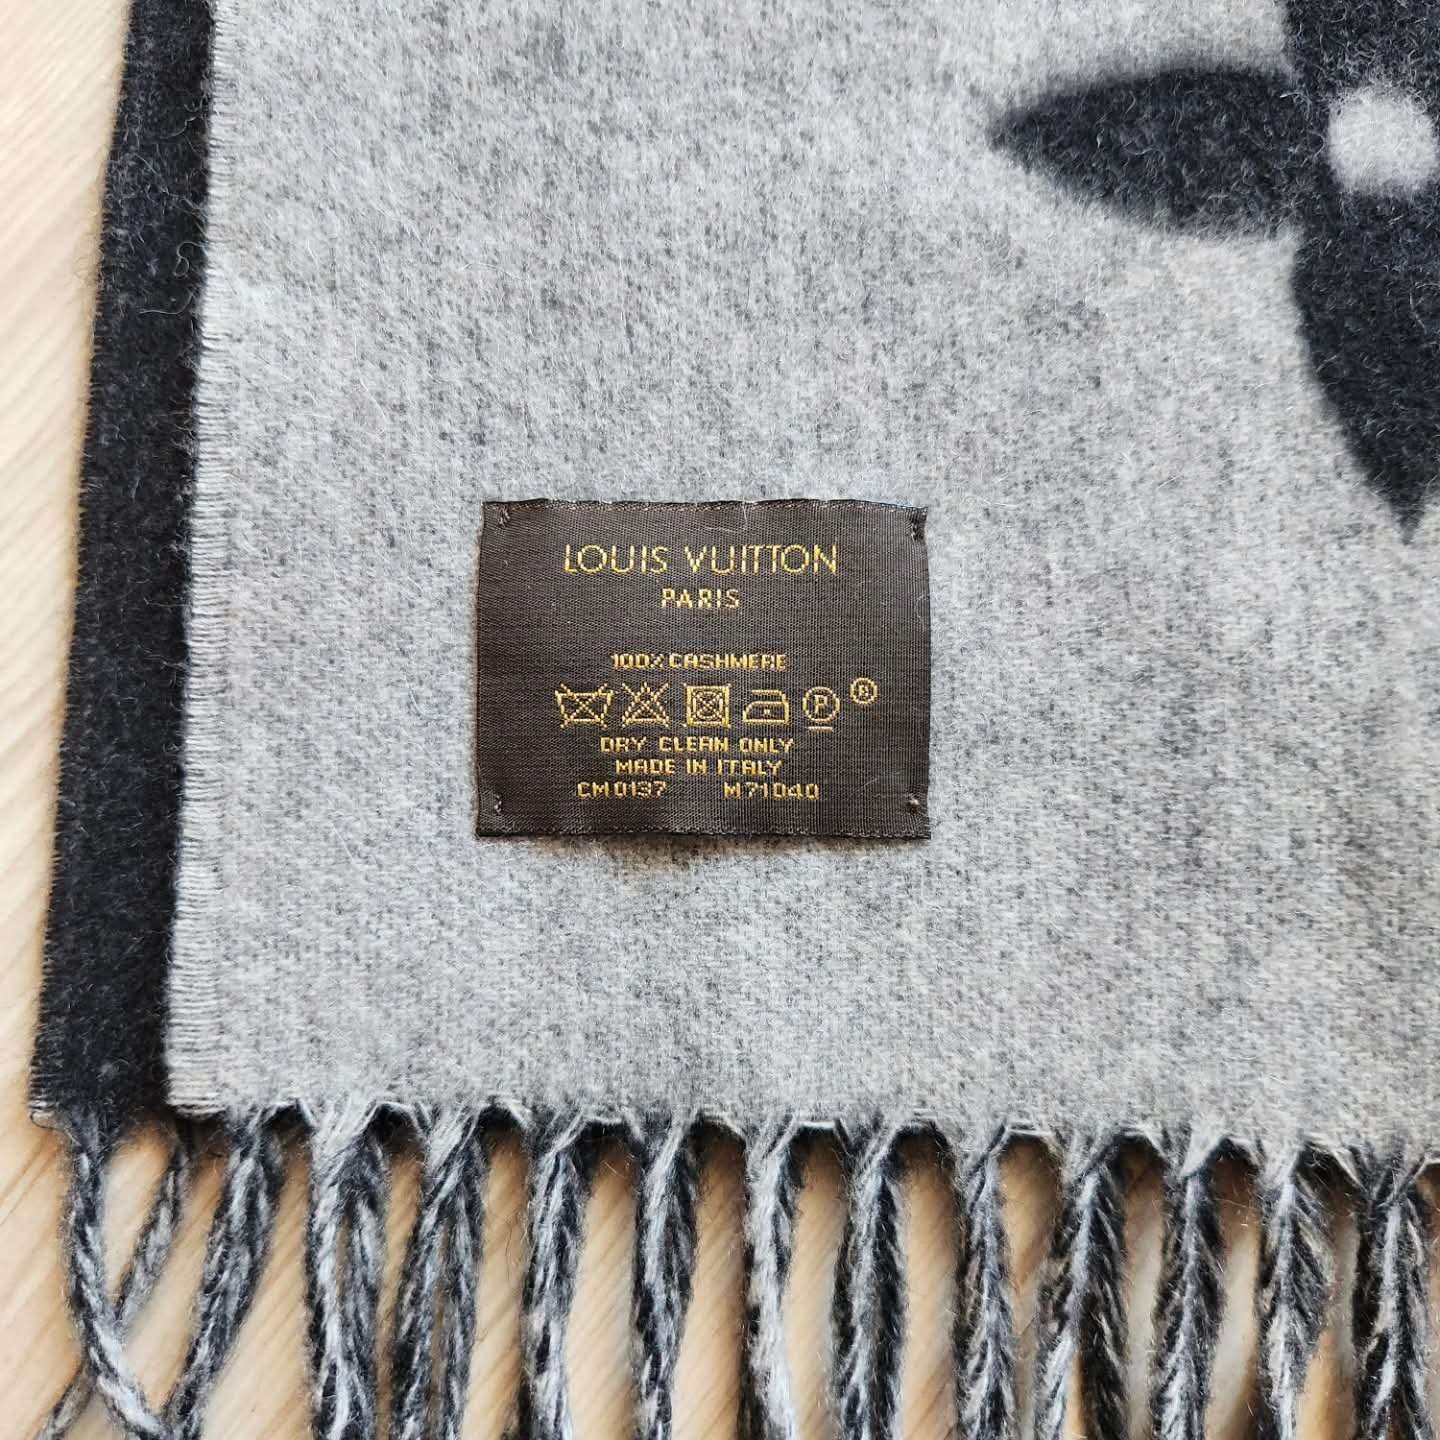 LOUIS VUITTON
PARIS
100% CASHMERE
P ®
DRY CLEAN ONLY
MADE IN ITALY
CM0137 M71040